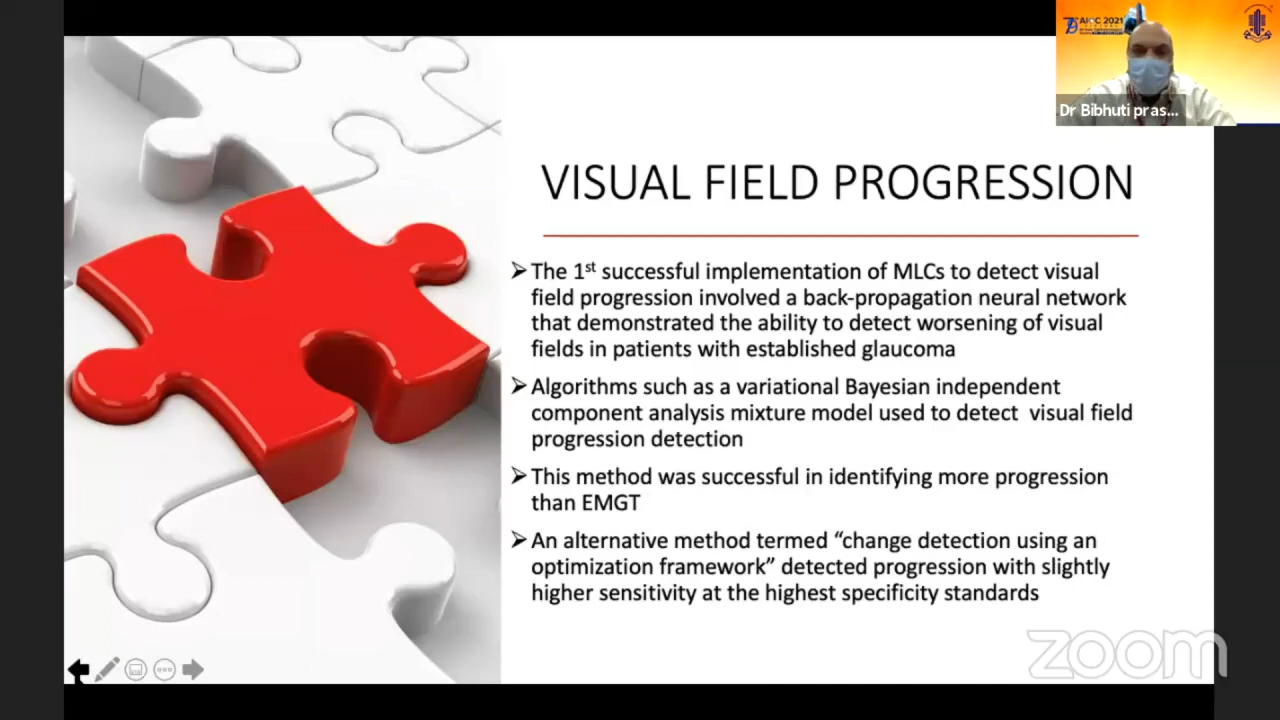 AIOC 2021
Dr Bibhuti pras...
VISUAL FIELD PROGRESSION
The 1st successful implementation of MLCs to detect visual
field progression involved a back-propagation neural network
that demonstrated the ability to detect worsening of visual
fields in patients with established glaucoma
Algorithms such as a variational Bayesian independent
component analysis mixture model used to detect visual field
progression detection
This method was successful in identifying more progression
than EMGT
An alternative method termed “change detection using an
optimization framework” detected progression with slightly
higher sensitivity at the highest specificity standards
zoom